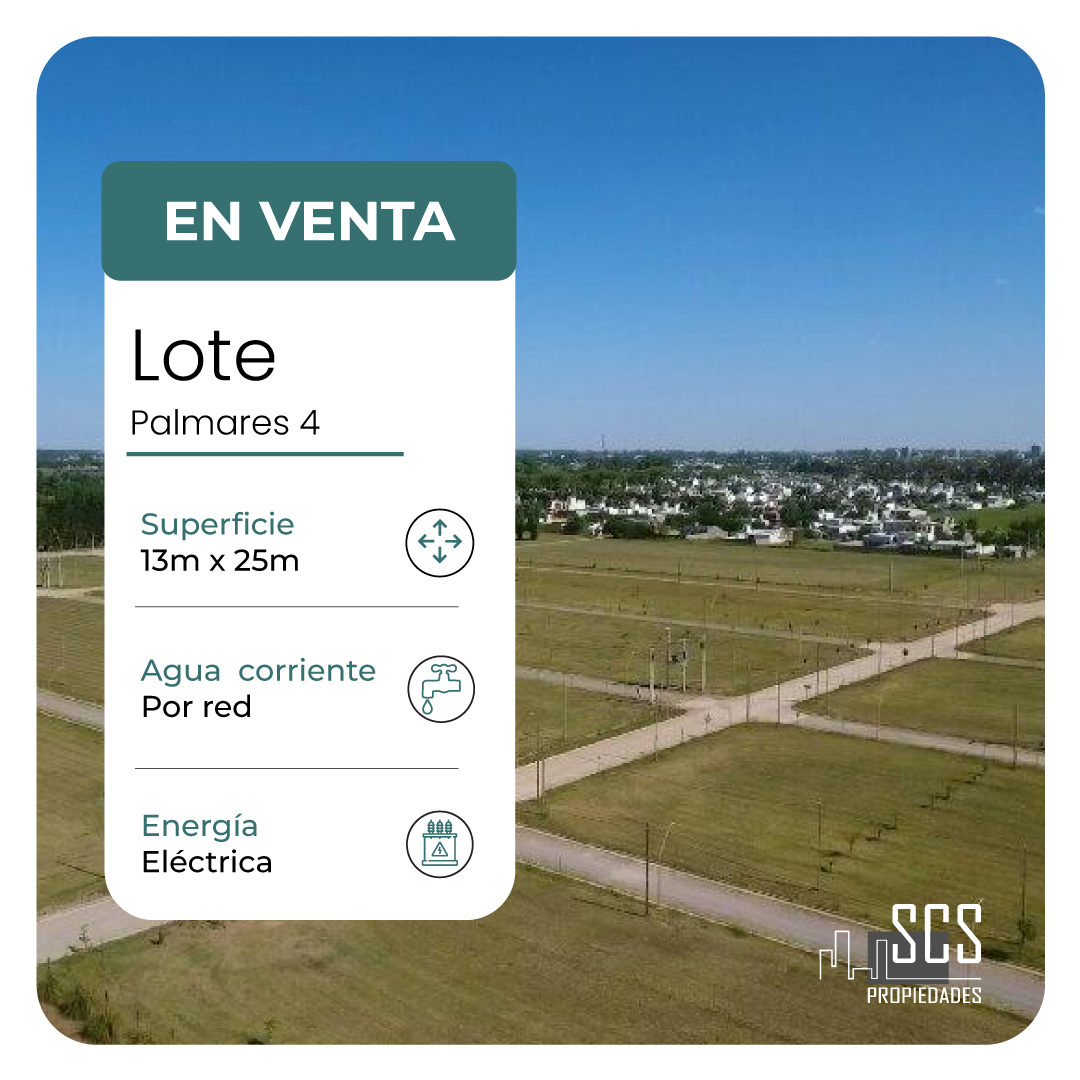 EN VENTA
Lote
Palmares 4
Superficie
13m x 25m
Agua corriente
Por red
Energía
Eléctrica
SCS
PROPIEDADES